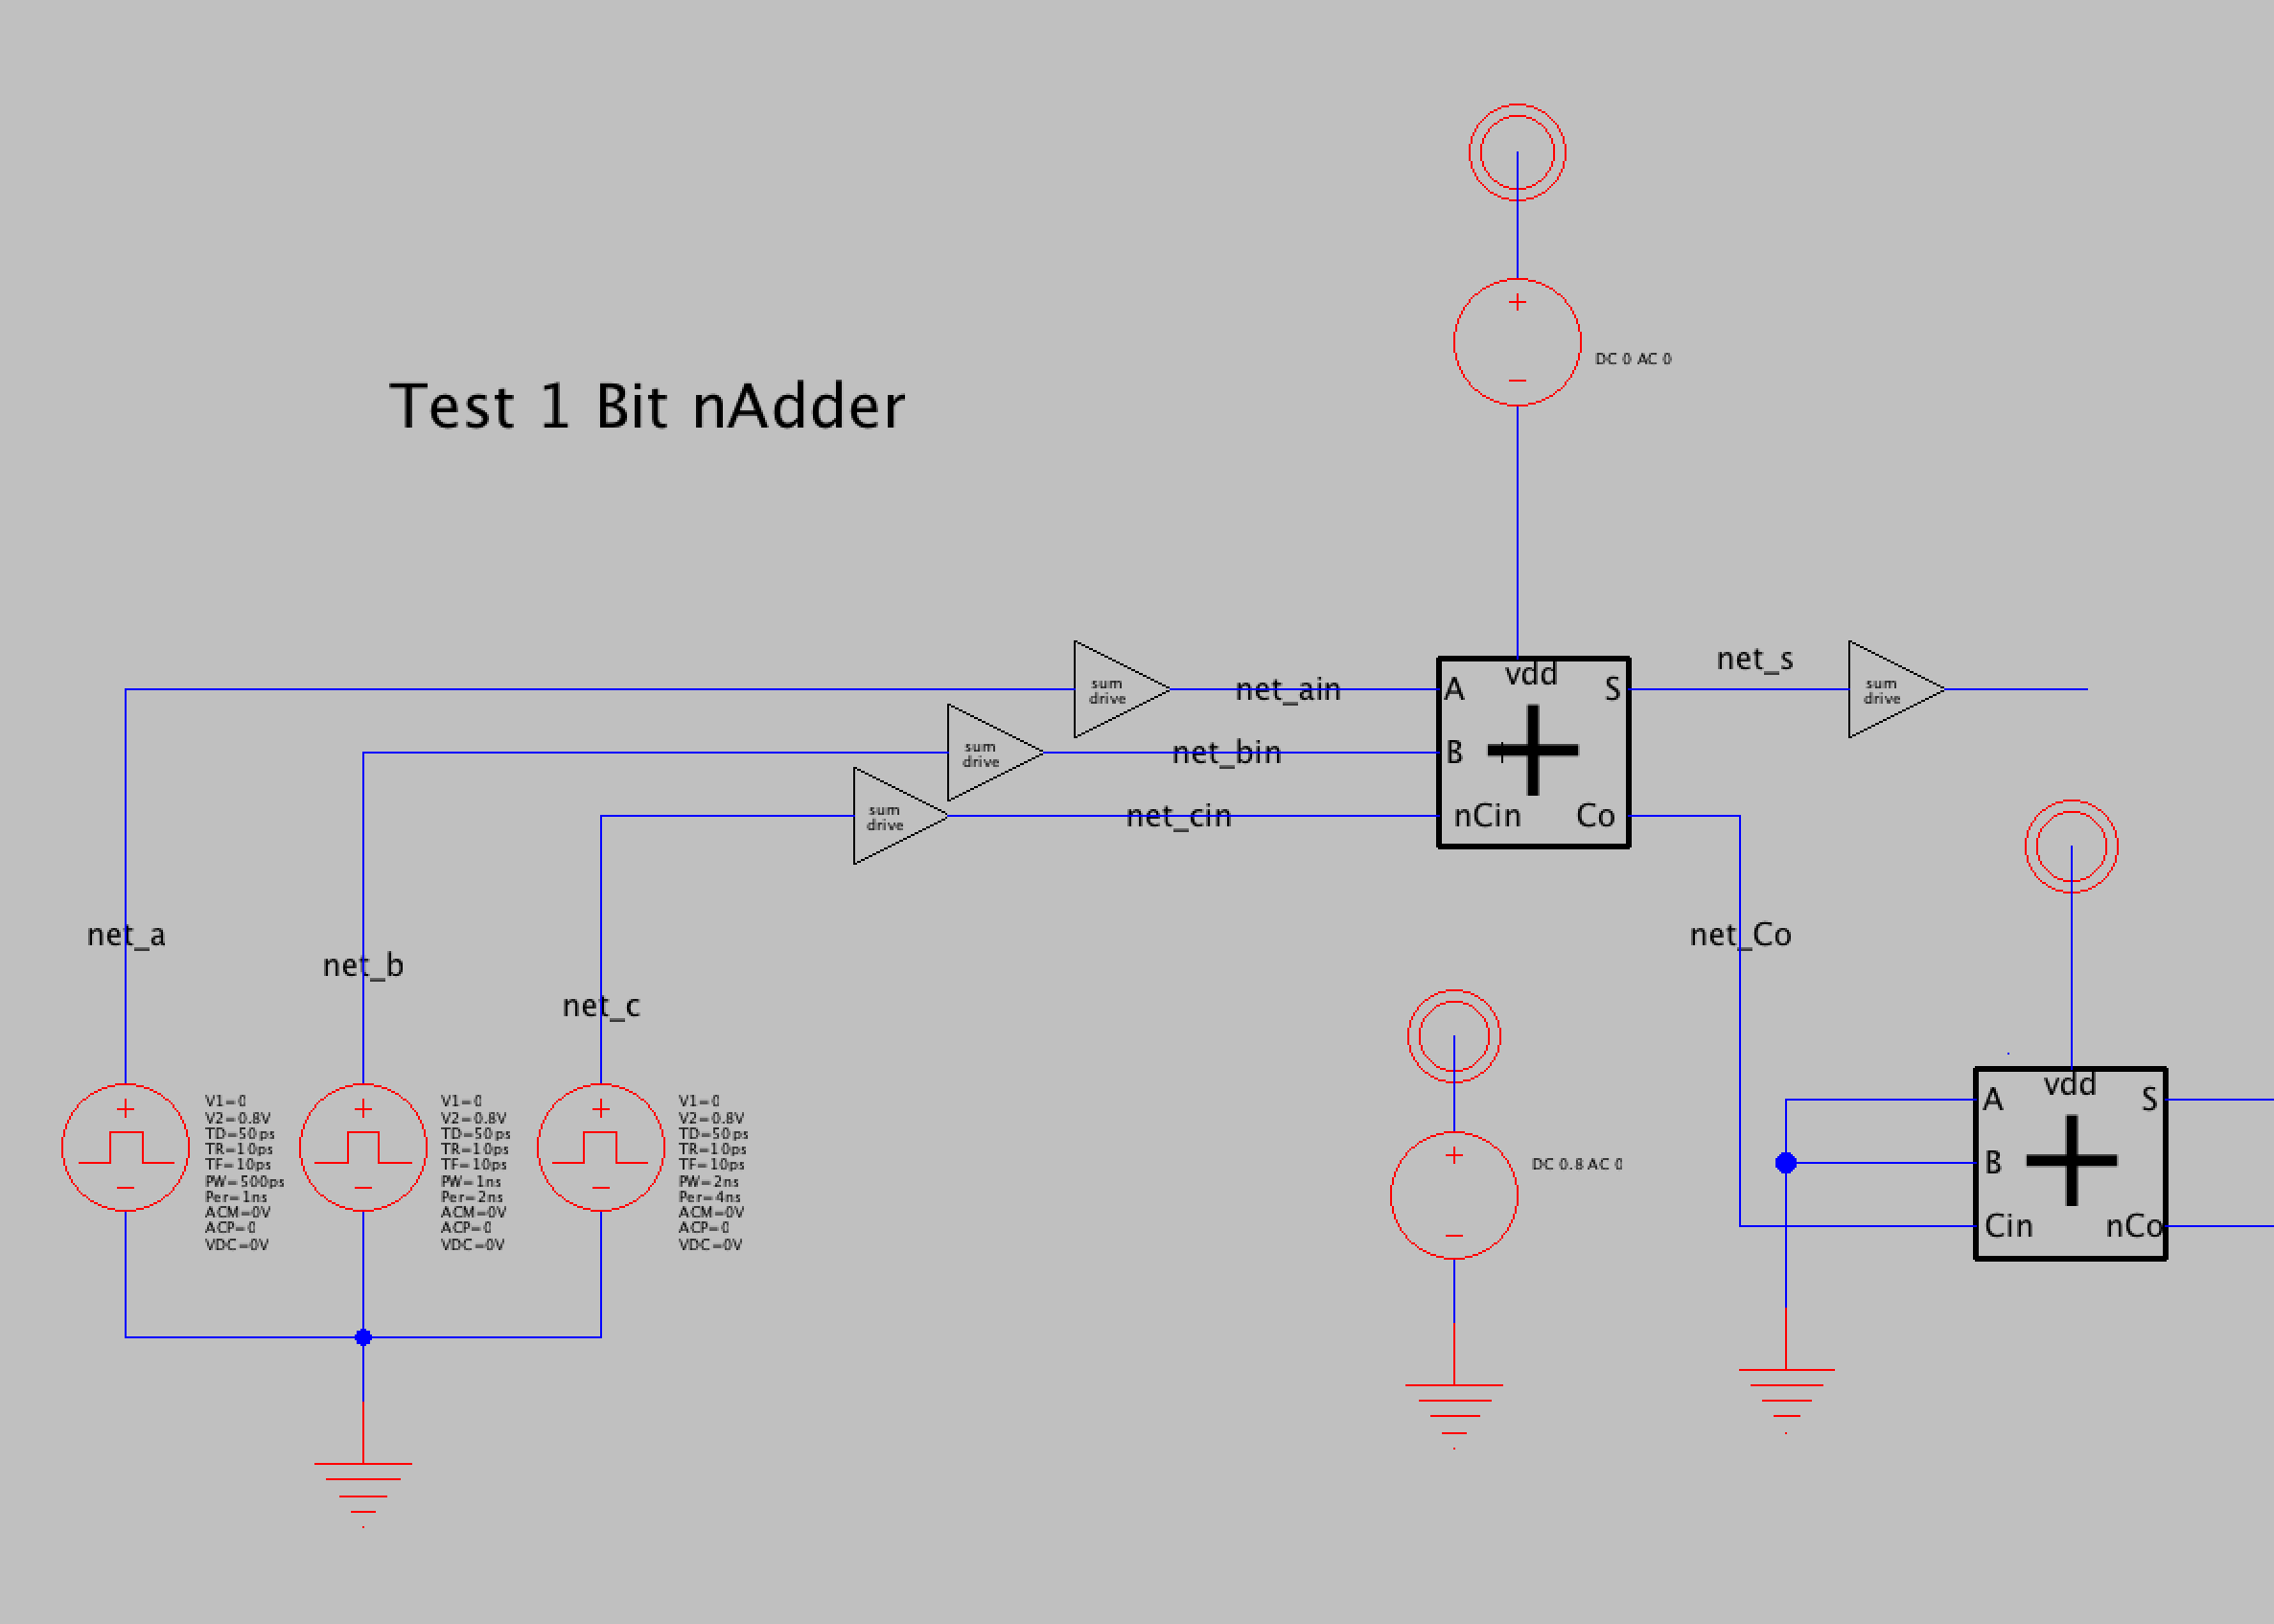 DC 0 AC 0
Test 1 Bit nAdder
vdd
net_s
sum
drive
net_ain
A
S
sum
drive
sum
drive
net_bin
B
sum
drive
net_cin
nCin
Co
net_a
net_b
net_c
net_Co
V1=0
V2=0.8V
TD=50ps
TR=10ps
TF=10ps
PW=500ps
Per=1ns
ACM=0V
ACP=0
VDC=0V
V1=0
V2=0.8V
TD=50ps
TR=10ps
TF=10ps
PW=1ns
Per=2ns
ACM=0V
ACP=0
VDC=0V
V1=0
V2=0.8V
TD=50ps
TR=10ps
TF=10ps
PW=2ns
Per=4ns
ACM=0V
ACP=0
VDC=0V
DC 0.8 AC 0
vdd
A
S
B
Cin
nCo